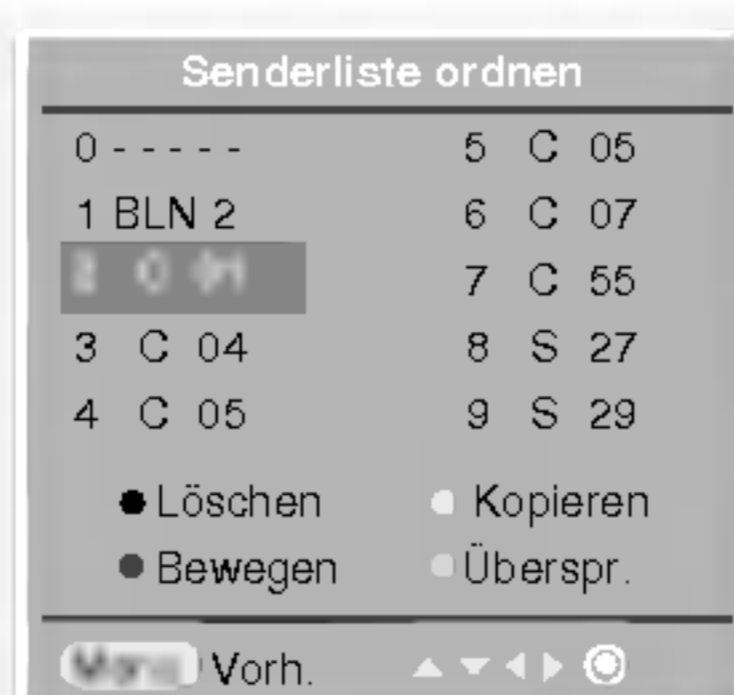 Senderliste ordnen
0 - - - - -
1 BLN 2
3 C 04
4 C 05
5 C 05
6 C 07
7 C 55
8 S 27
9 S 29
Löschen
Kopieren
Bewegen
Überspr.
Vorh.